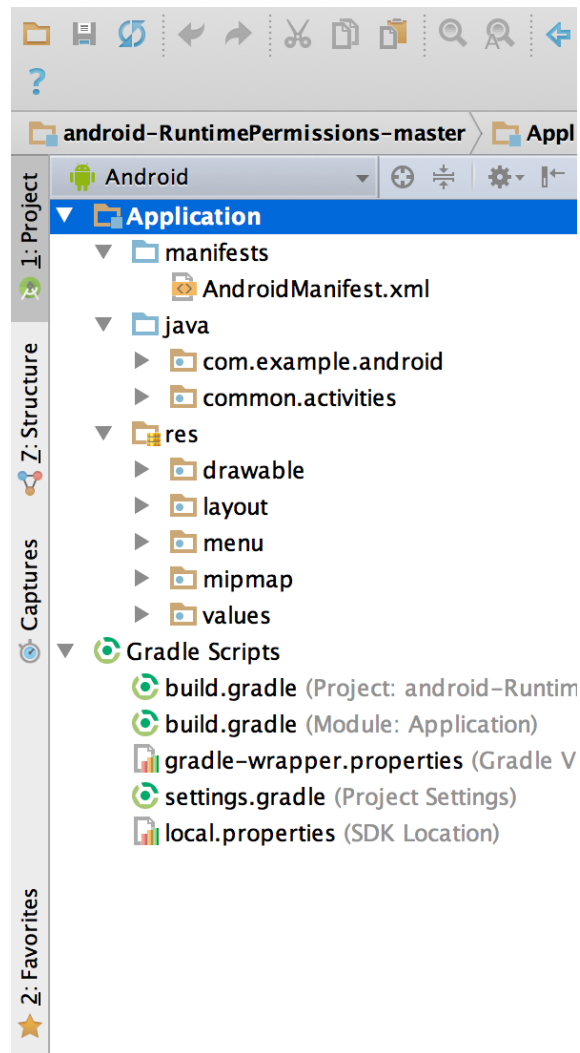 ?
android-RuntimePermissions-master Appl
Android
1: Project
Application
manifests
AndroidManifest.xml
java
com.example.android
common.activities
7: Structure
res
drawable
layout
menu
mipmap
values
Captures
Gradle Scripts
build.gradle (Project: android-Runtim
build.gradle (Module: Application)
gradle-wrapper.properties (Gradle V
settings.gradle (Project Settings)
local.properties (SDK Location)
2: Favorites